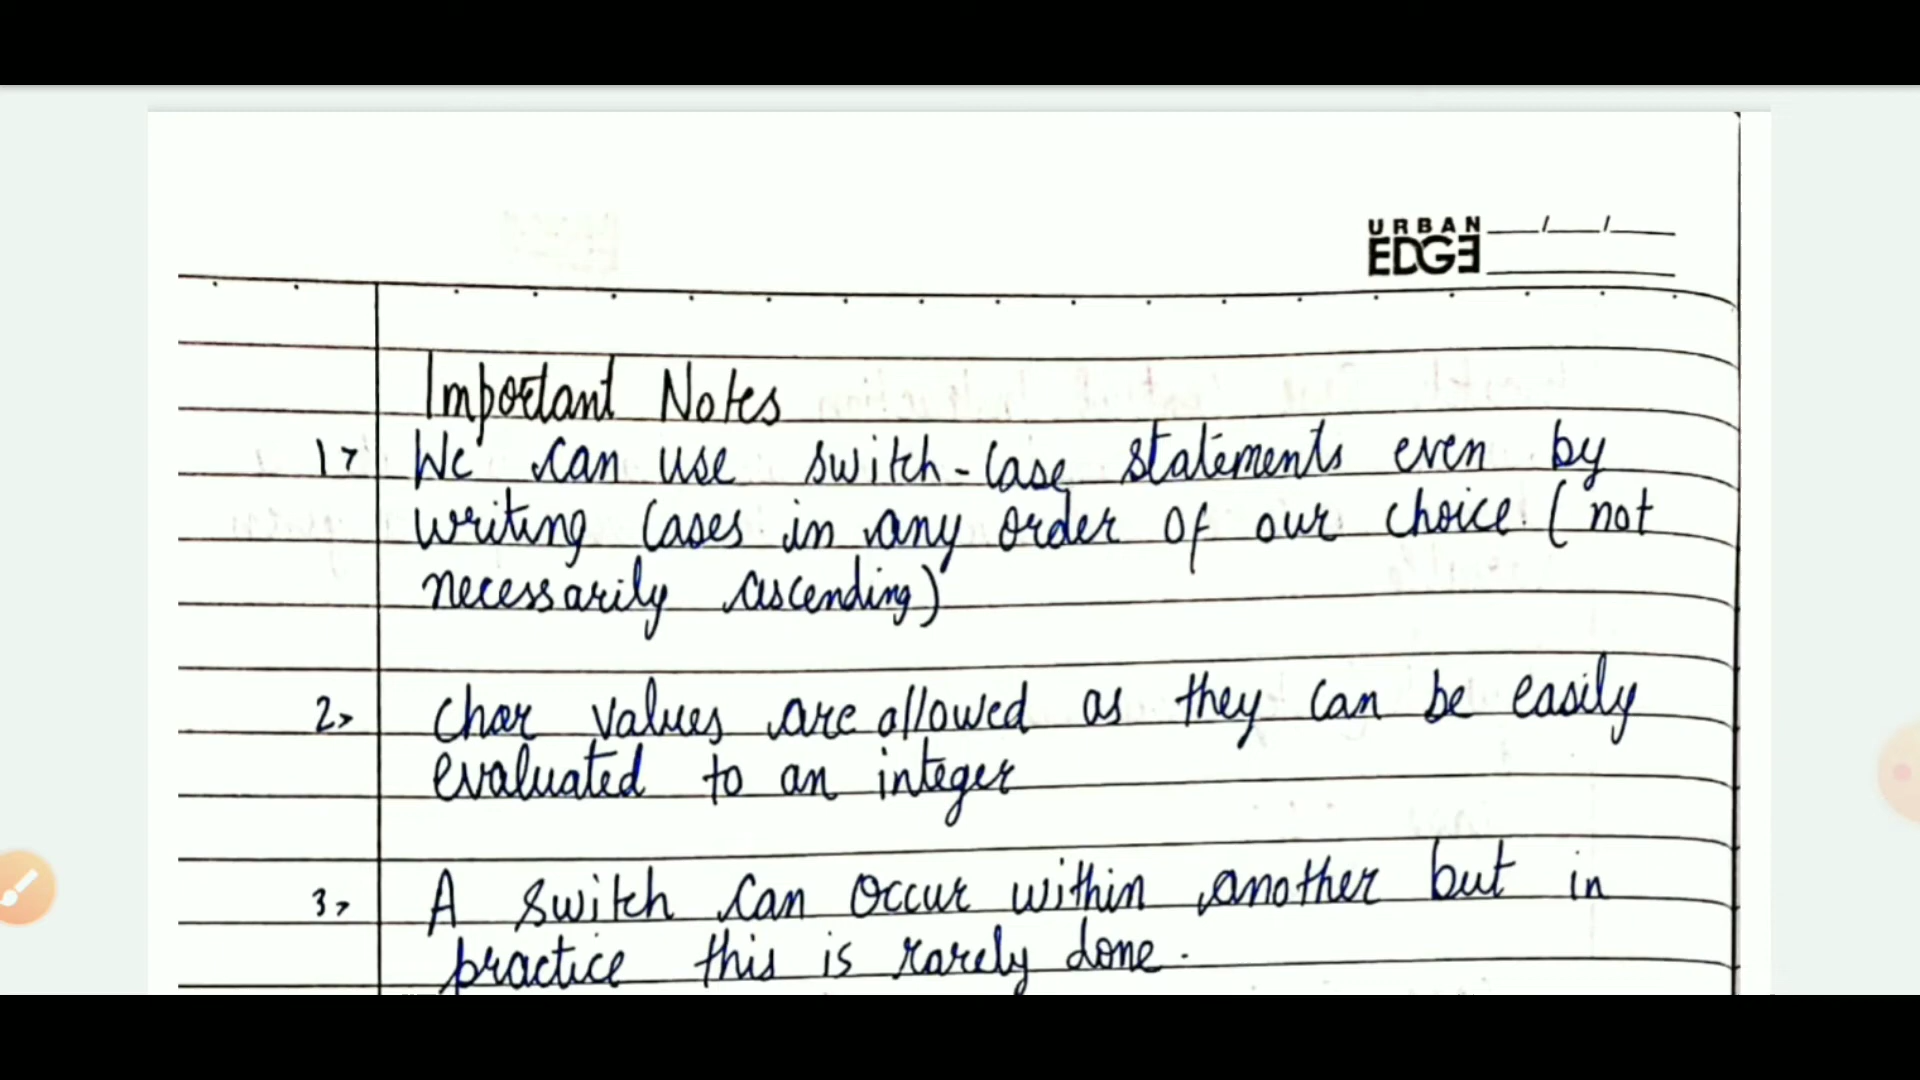 URBAN
EDGE
Important Notes
1> We can use switch-case statements even by
writing cases in any order of our choice (not
necessarily ascending)
2> Char values are allowed as they can be easily
evaluated to an integer
3> A switch can occur within another but in
practice this is rarely done.